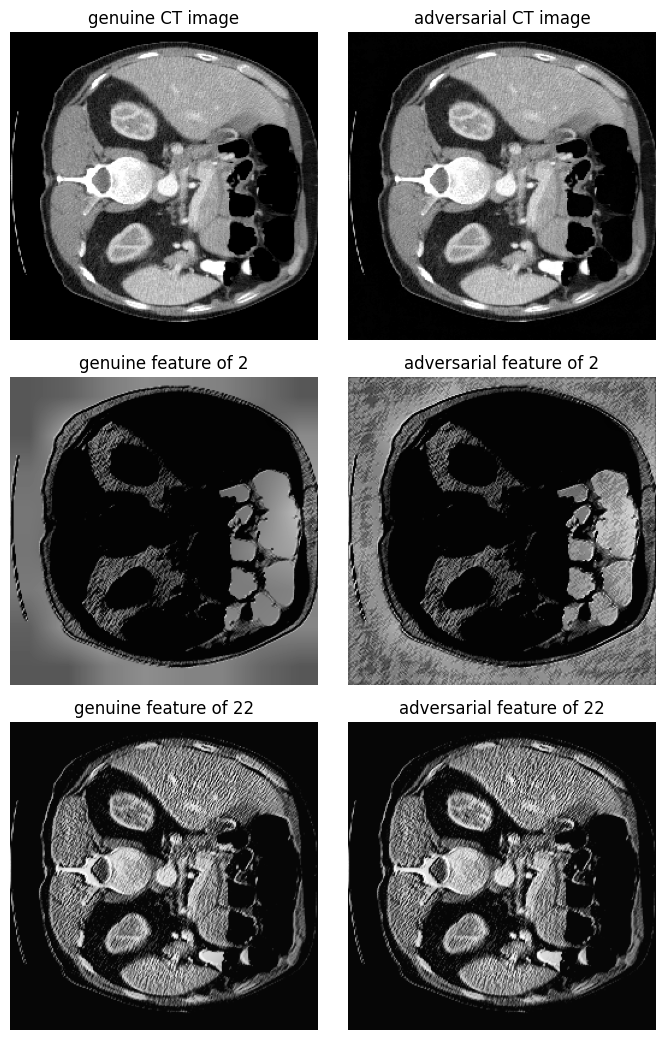 genuine CT image
adversarial CT image
genuine feature of 2
adversarial feature of 2
genuine feature of 22
adversarial feature of 22